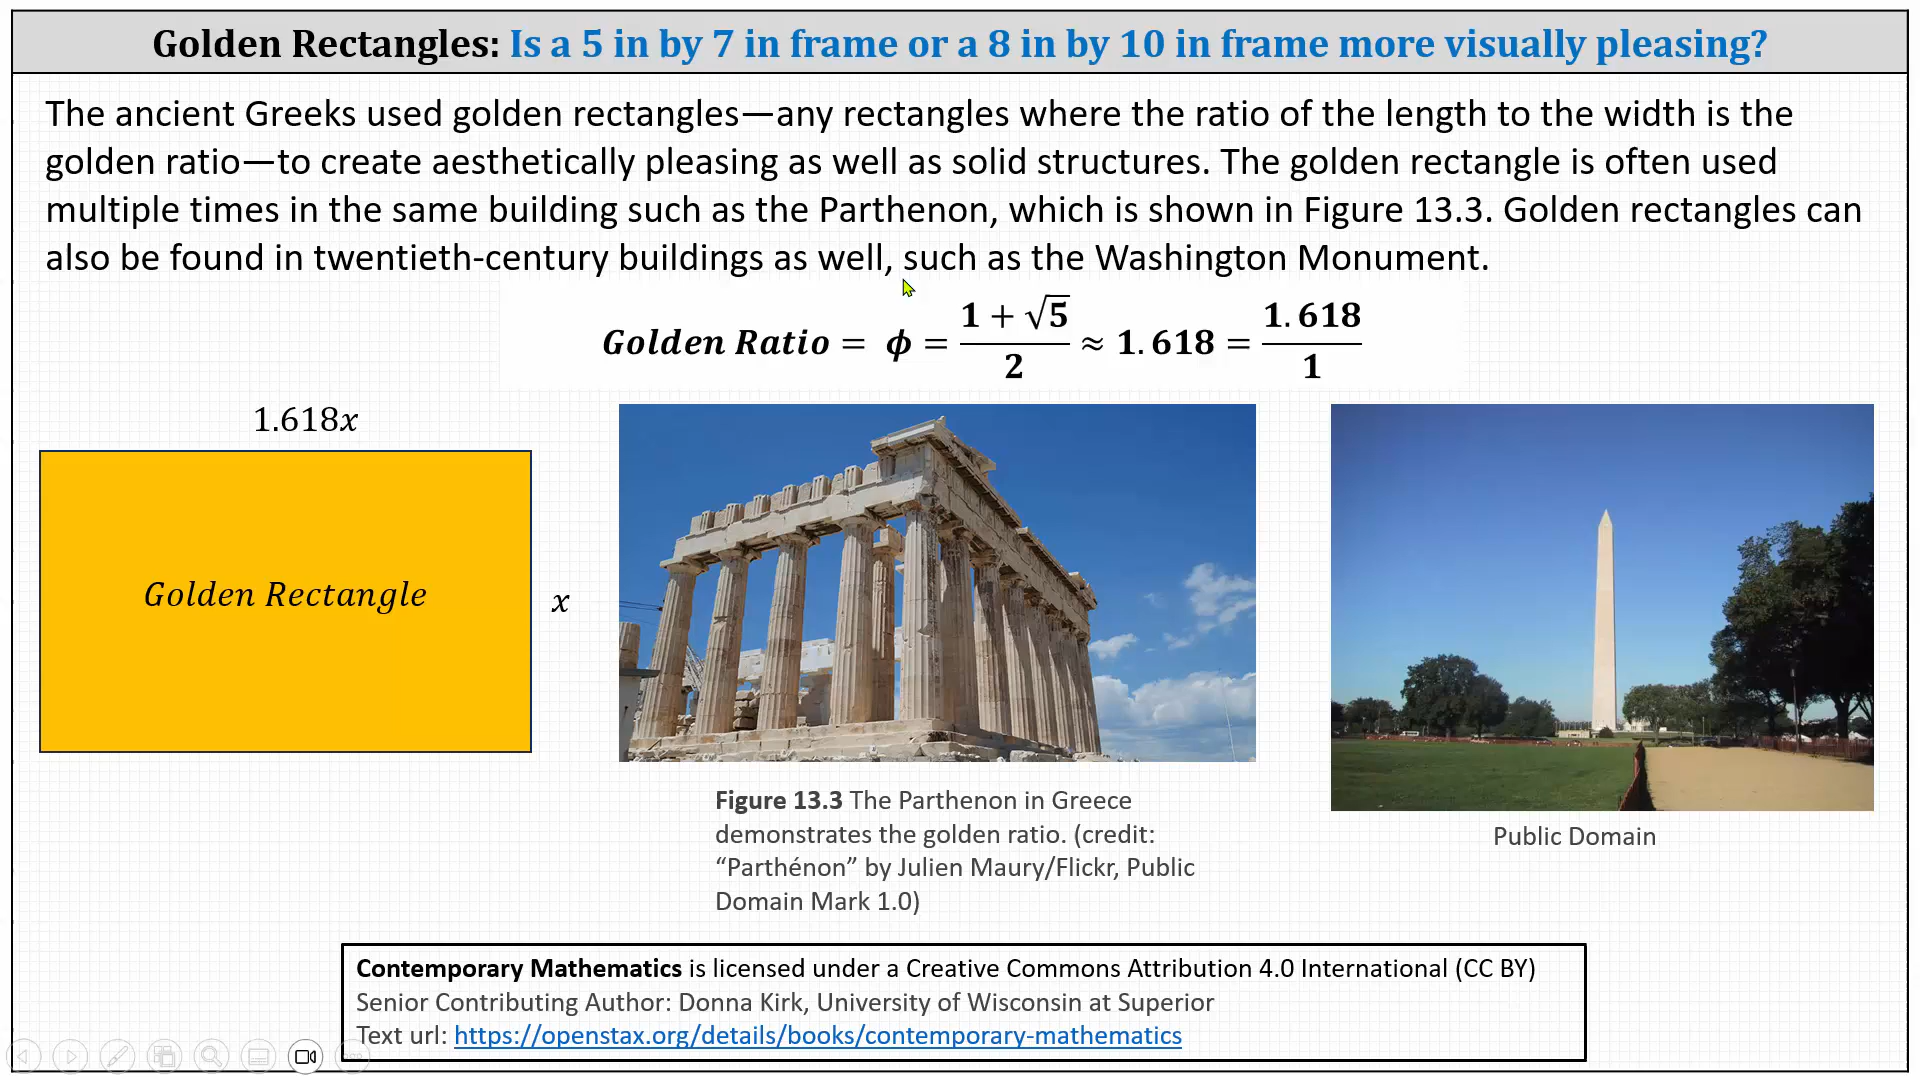 Golden Rectangles: Is a 5 in by 7 in frame or a 8 in by 10 in frame more visually pleasing?
The ancient Greeks used golden rectangles—any rectangles where the ratio of the length to the width is the
golden ratio—to create aesthetically pleasing as well as solid structures. The golden rectangle is often used
multiple times in the same building such as the Parthenon, which is shown in Figure 13.3. Golden rectangles can
also be found in twentieth-century buildings as well, such as the Washington Monument.
Golden Ratio = ϕ = (1 + √5)/2 ≈ 1.618 = 1.618/1
1.618x
Golden Rectangle
x
Figure 13.3 The Parthenon in Greece
demonstrates the golden ratio. (credit:
“Parthénon” by Julien Maury/Flickr, Public
Domain Mark 1.0)
Public Domain
Contemporary Mathematics is licensed under a Creative Commons Attribution 4.0 International (CC BY)
Senior Contributing Author: Donna Kirk, University of Wisconsin at Superior
Text url: https://openstax.org/details/books/contemporary-mathematics